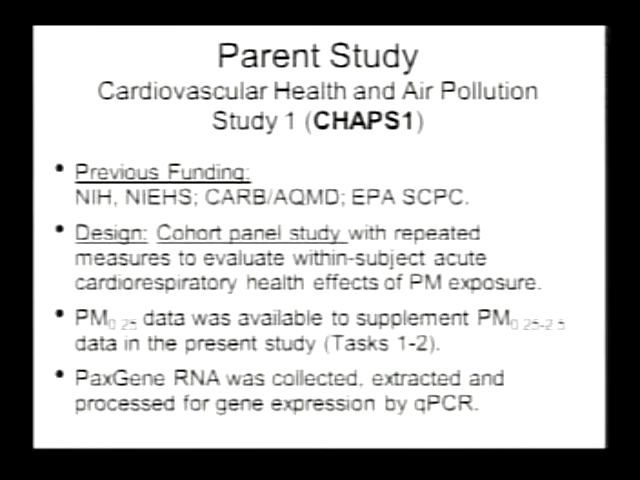 Parent Study
Cardiovascular Health and Air Pollution
Study 1 (CHAPS1)
• Previous Funding:
NIH, NIEHS; CARB/AQMD; EPA SCPC.
• Design: Cohort panel study with repeated
measures to evaluate within-subject acute
cardiorespiratory health effects of PM exposure.
• PM0.25 data was available to supplement PM0.25-2.5
data in the present study (Tasks 1-2).
• PaxGene RNA was collected, extracted and
processed for gene expression by qPCR.